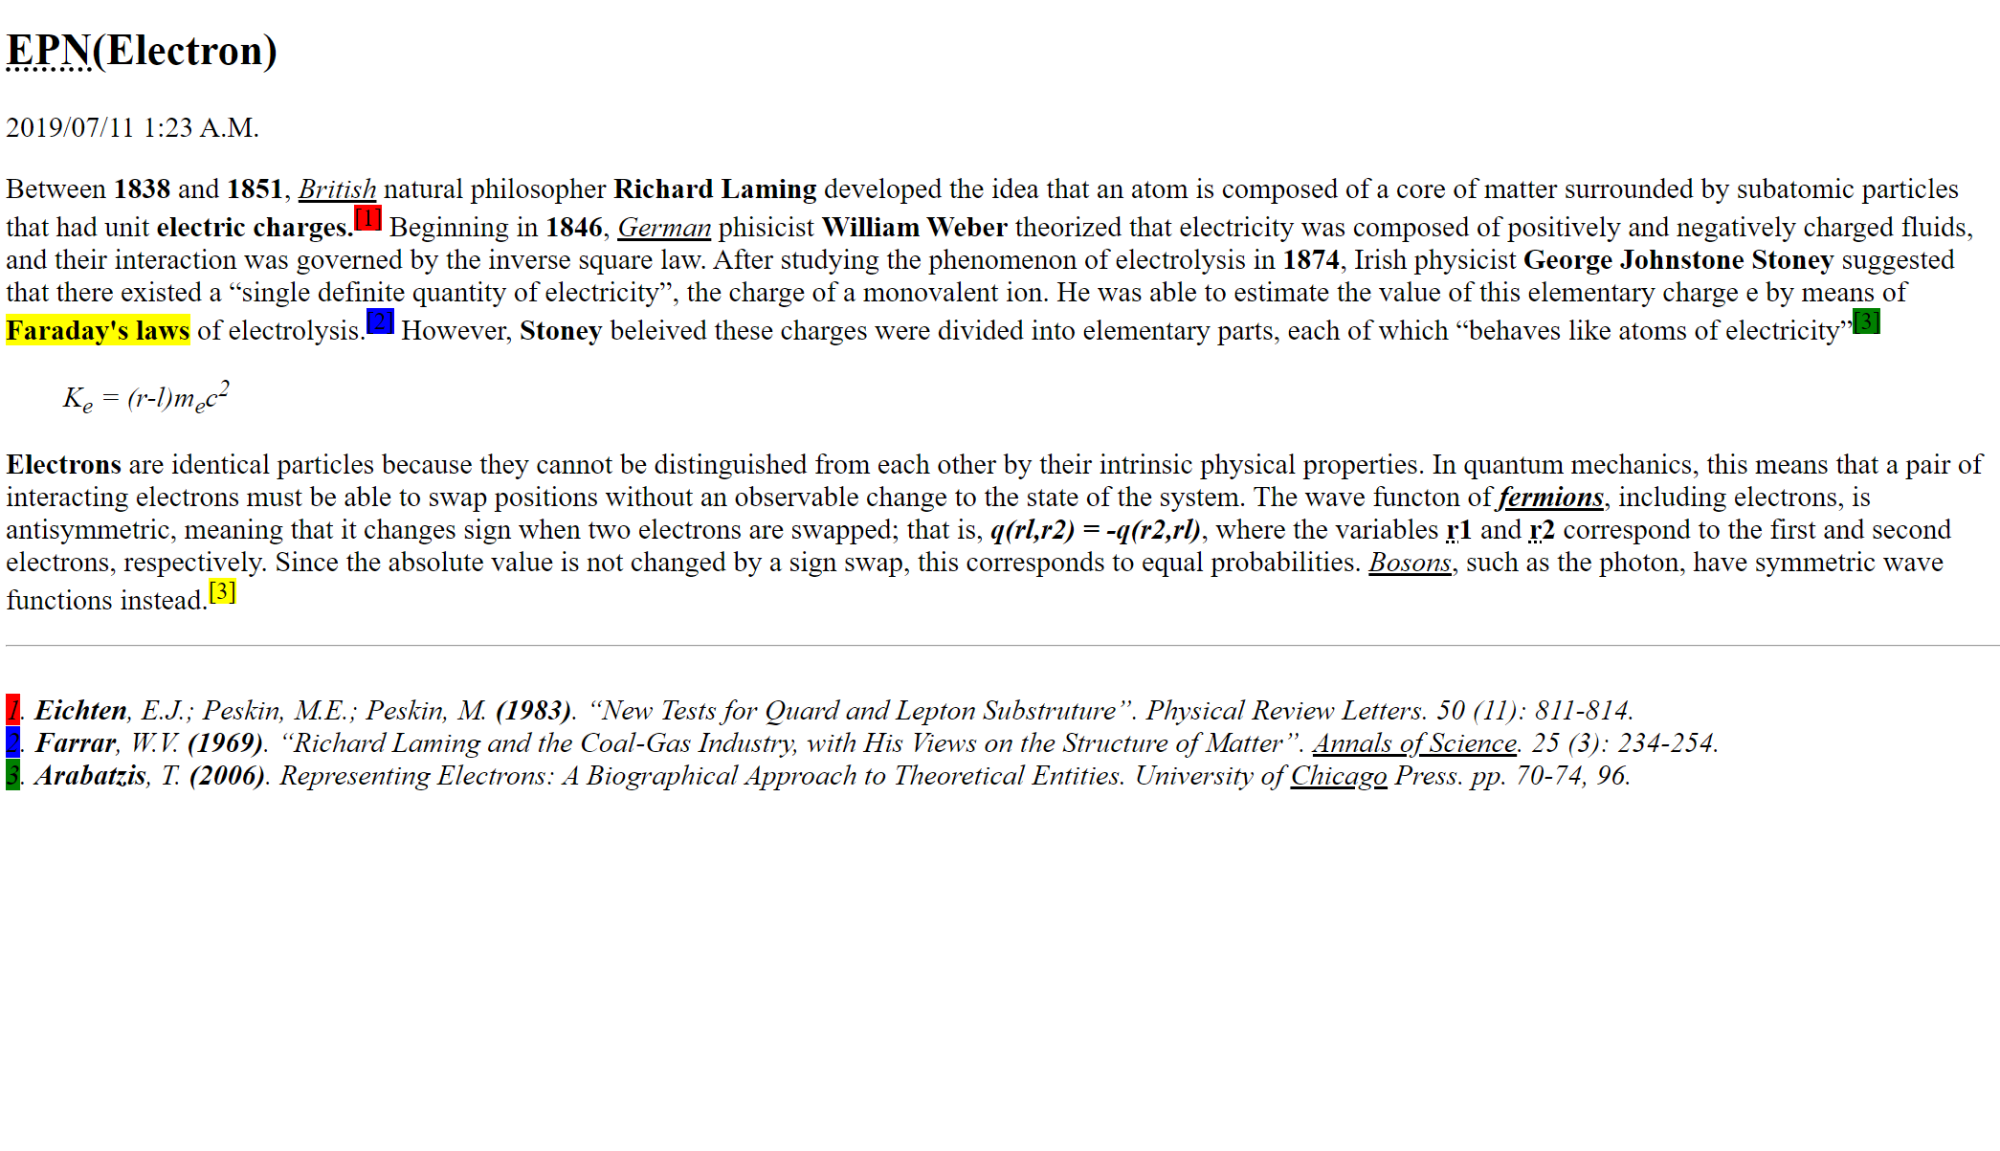 EPN(Electron)
2019/07/11 1:23 A.M.
Between 1838 and 1851, British natural philosopher Richard Laming developed the idea that an atom is composed of a core of matter surrounded by subatomic particles
that had unit electric charges.[1] Beginning in 1846, German phisicist William Weber theorized that electricity was composed of positively and negatively charged fluids,
and their interaction was governed by the inverse square law. After studying the phenomenon of electrolysis in 1874, Irish physicist George Johnstone Stoney suggested
that there existed a “single definite quantity of electricity”, the charge of a monovalent ion. He was able to estimate the value of this elementary charge e by means of
Faraday's laws of electrolysis.[2] However, Stoney beleived these charges were divided into elementary parts, each of which “behaves like atoms of electricity”[3]
Ke = (r-l)mec2
Electrons are identical particles because they cannot be distinguished from each other by their intrinsic physical properties. In quantum mechanics, this means that a pair of
interacting electrons must be able to swap positions without an observable change to the state of the system. The wave functon of fermions, including electrons, is
antisymmetric, meaning that it changes sign when two electrons are swapped; that is, q(rl,r2) = -q(r2,rl), where the variables r1 and r2 correspond to the first and second
electrons, respectively. Since the absolute value is not changed by a sign swap, this corresponds to equal probabilities. Bosons, such as the photon, have symmetric wave
functions instead.[3]
1. Eichten, E.J.; Peskin, M.E.; Peskin, M. (1983). “New Tests for Quard and Lepton Substruture”. Physical Review Letters. 50 (11): 811-814.
2. Farrar, W.V. (1969). “Richard Laming and the Coal-Gas Industry, with His Views on the Structure of Matter”. Annals of Science. 25 (3): 234-254.
3. Arabatzis, T. (2006). Representing Electrons: A Biographical Approach to Theoretical Entities. University of Chicago Press. pp. 70-74, 96.